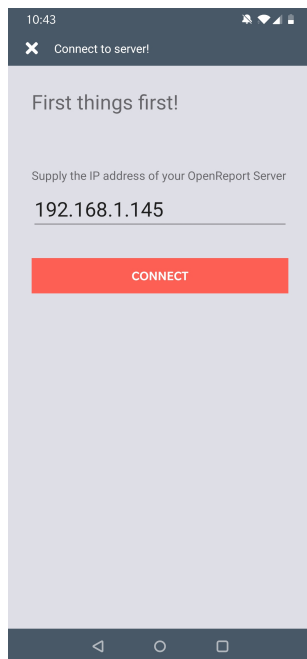 10:43
Connect to server!
First things first!
Supply the IP address of your OpenReport Server
192.168.1.145
CONNECT